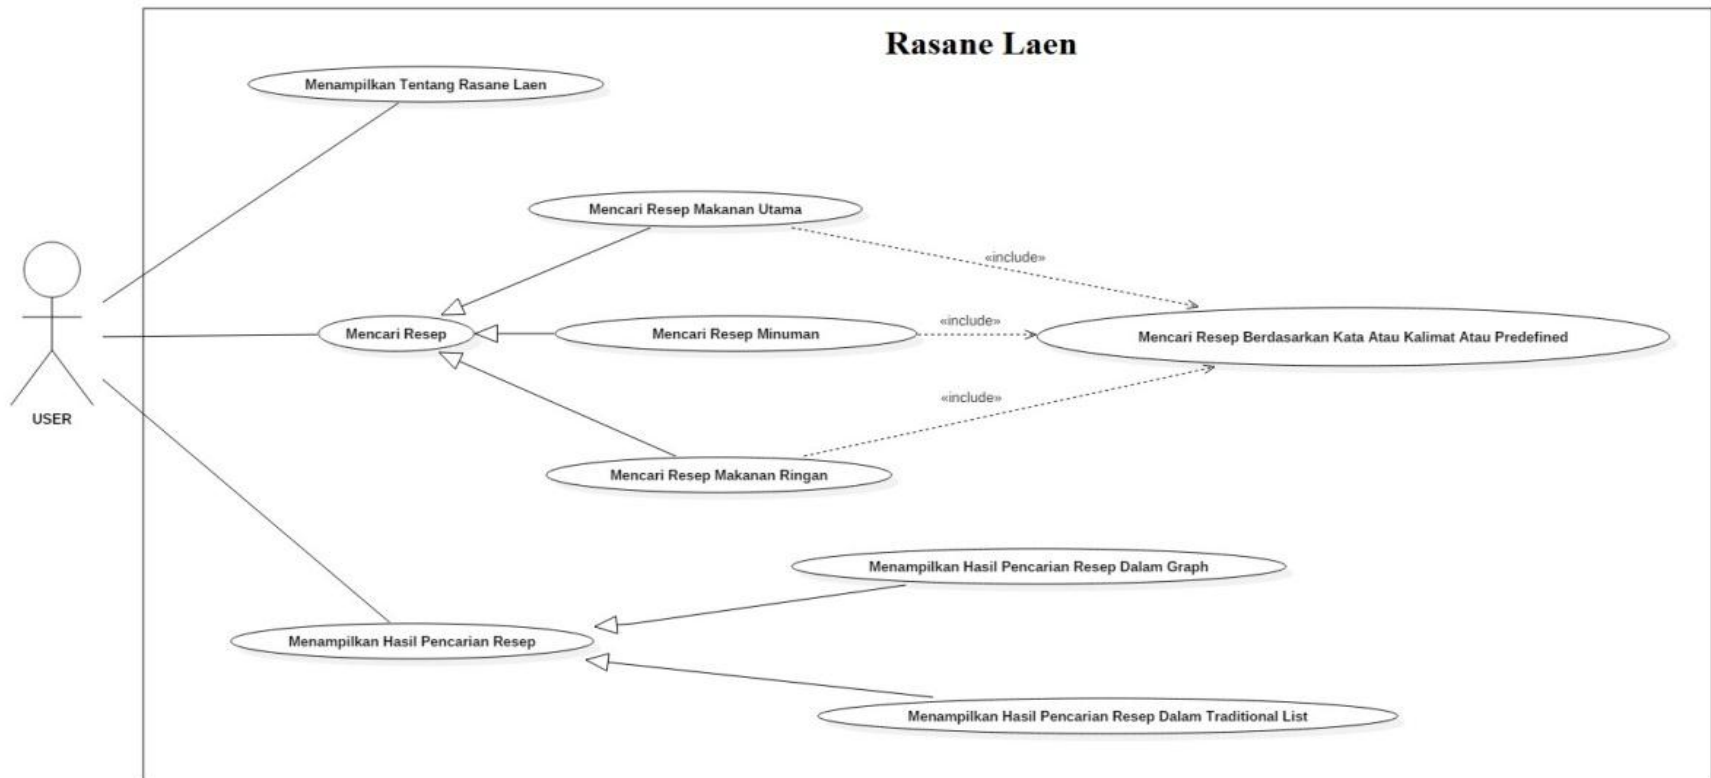 Rasane Laen
Menampilkan Tentang Rasane Laen
Mencari Resep Makanan Utama
«include»
Mencari Resep
Mencari Resep Minuman
«include»
Mencari Resep Berdasarkan Kata Atau Kalimat Atau Predefined
«include»
USER
Mencari Resep Makanan Ringan
Menampilkan Hasil Pencarian Resep Dalam Graph
Menampilkan Hasil Pencarian Resep
Menampilkan Hasil Pencarian Resep Dalam Traditional List